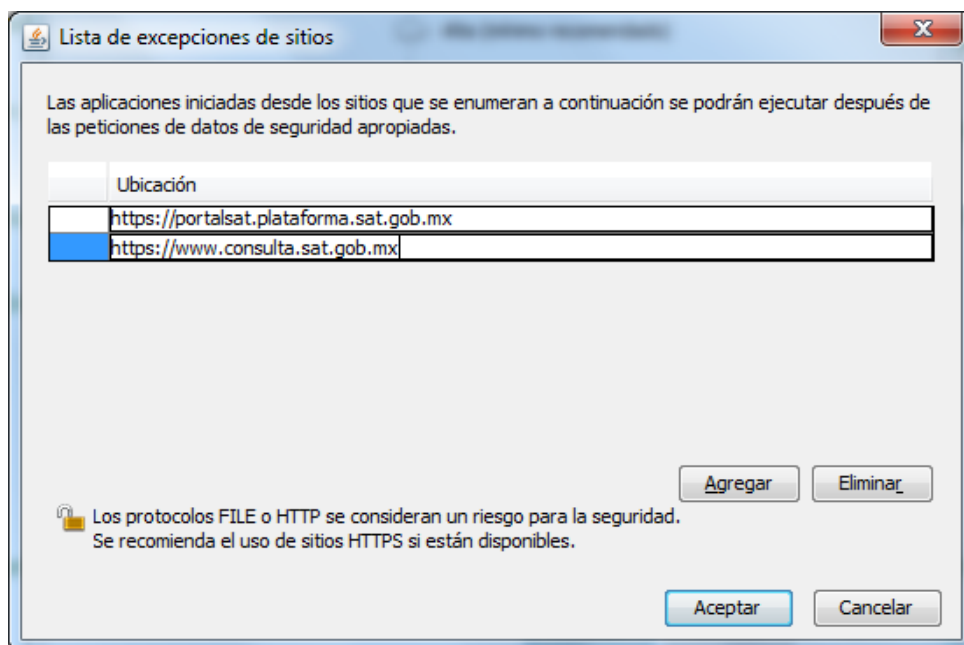 Lista de excepciones de sitios
Las aplicaciones iniciadas desde los sitios que se enumeran a continuación se podrán ejecutar después de
las peticiones de datos de seguridad apropiadas.
Ubicación
https://portalsat.plataforma.sat.gob.mx
https://www.consulta.sat.gob.mx
Agregar Eliminar
Los protocolos FILE o HTTP se consideran un riesgo para la seguridad.
Se recomienda el uso de sitios HTTPS si están disponibles.
Aceptar Cancelar